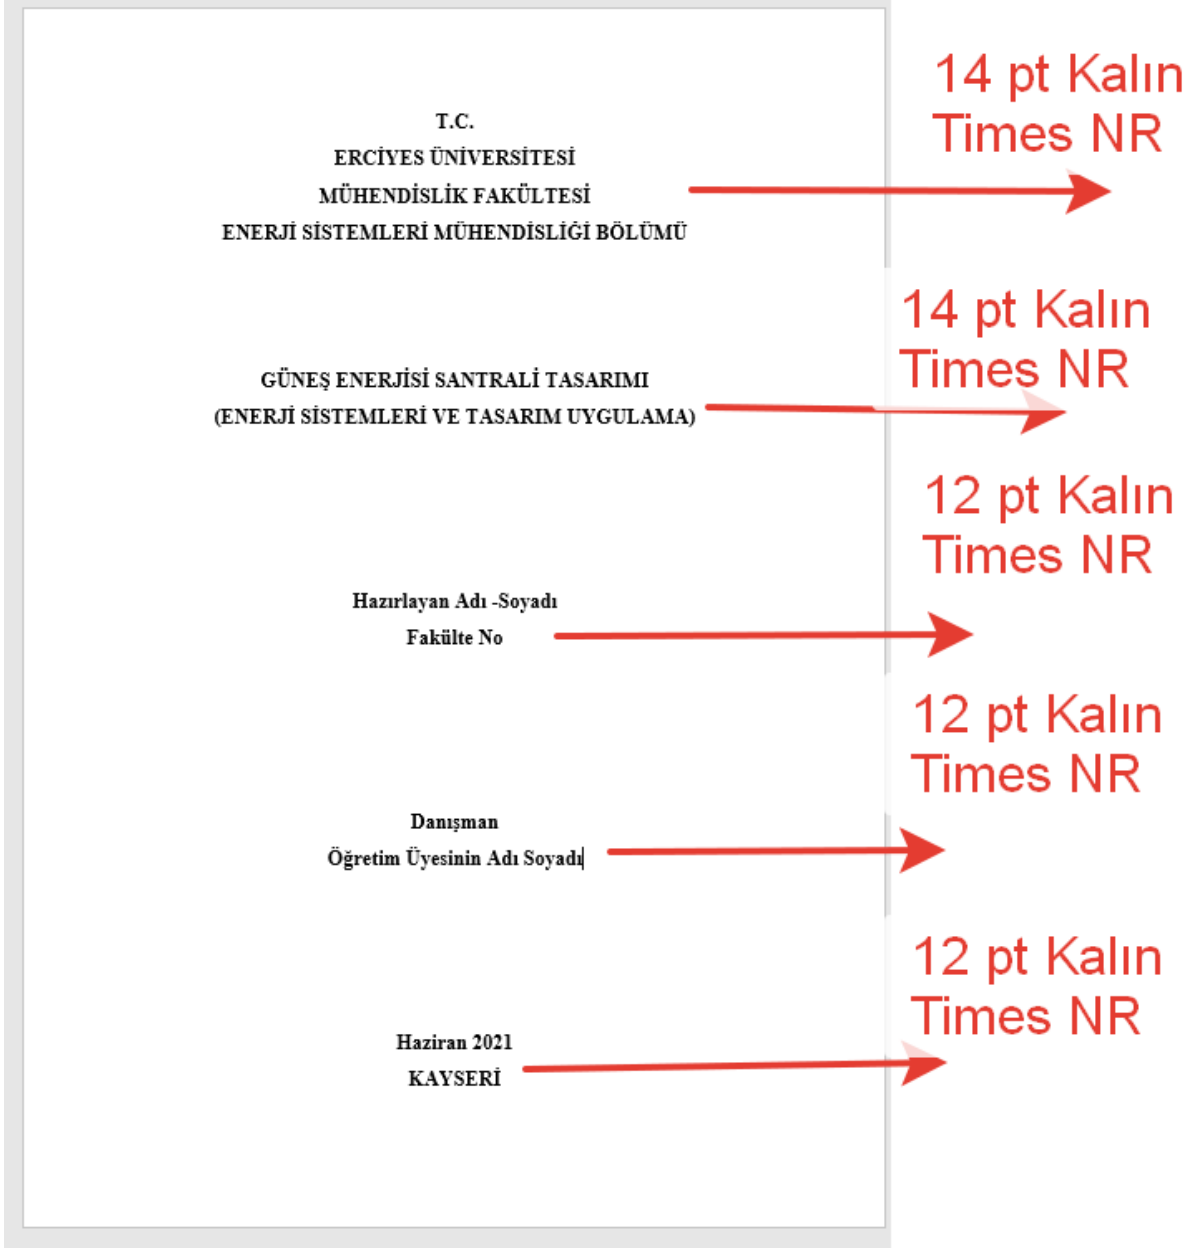 T.C.
ERCİYES ÜNİVERSİTESİ
MÜHENDİSLİK FAKÜLTESİ
ENERJİ SİSTEMLERİ MÜHENDİSLİĞİ BÖLÜMÜ
14 pt Kalın
Times NR
GÜNEŞ ENERJİSİ SANTRALİ TASARIMI
(ENERJİ SİSTEMLERİ VE TASARIM UYGULAMA)
14 pt Kalın
Times NR
Hazırlayan Adı -Soyadı
Fakülte No
12 pt Kalın
Times NR
Danışman
Öğretim Üyesinin Adı Soyadı
12 pt Kalın
Times NR
Haziran 2021
KAYSERİ
12 pt Kalın
Times NR